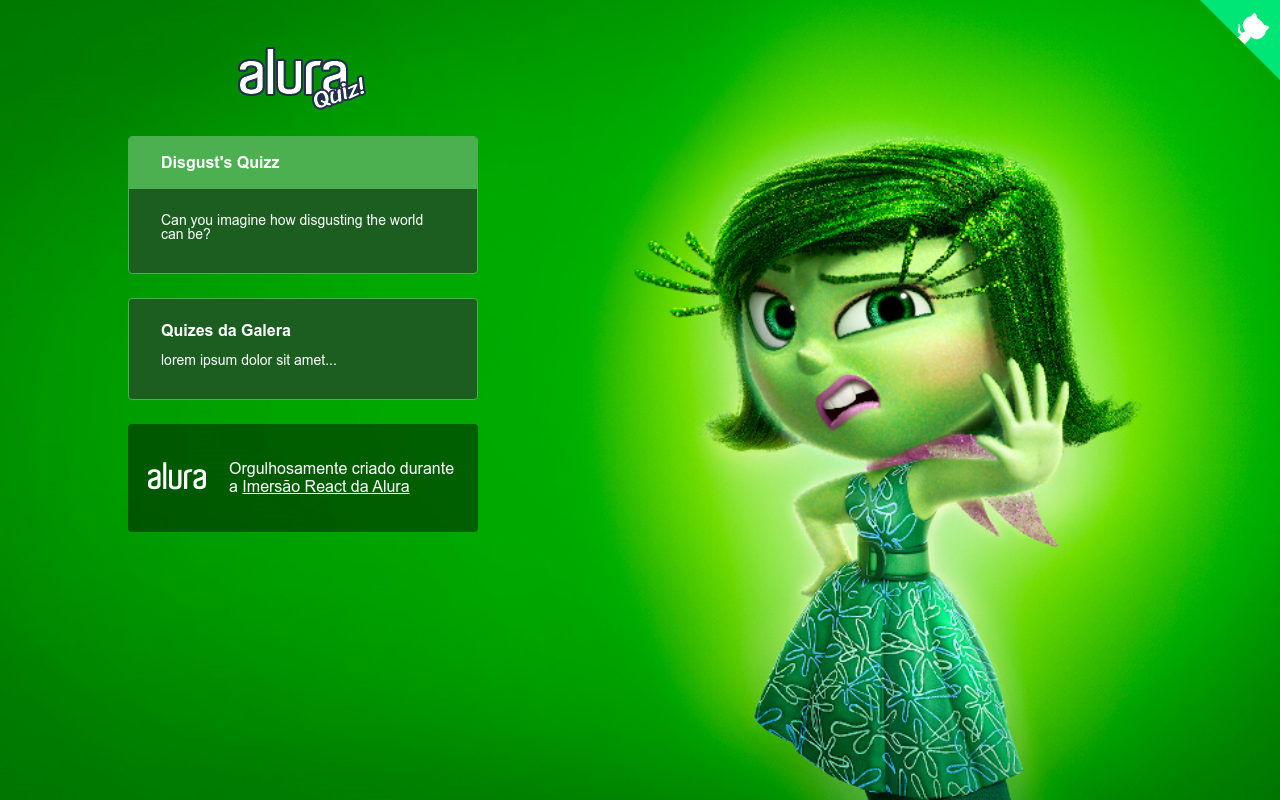 alura
Quiz!
Disgust's Quizz
Can you imagine how disgusting the world
can be?
Quizes da Galera
lorem ipsum dolor sit amet...
alura
Orgulhosamente criado durante
a Imersão React da Alura